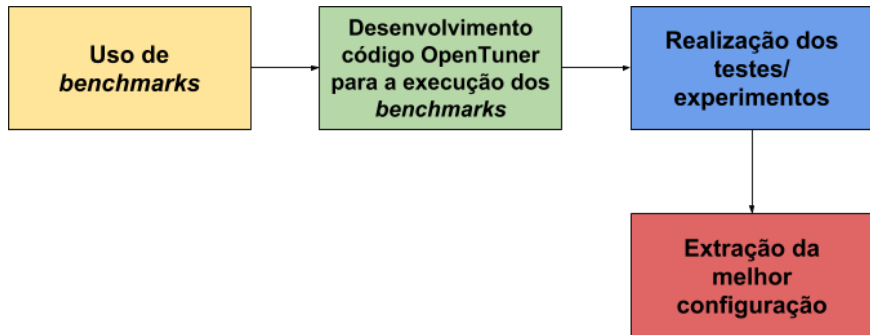 Uso de
benchmarks
Desenvolvimento
código OpenTuner
para a execução dos
benchmarks
Realização dos
testes/
experimentos
Extração da
melhor
configuração